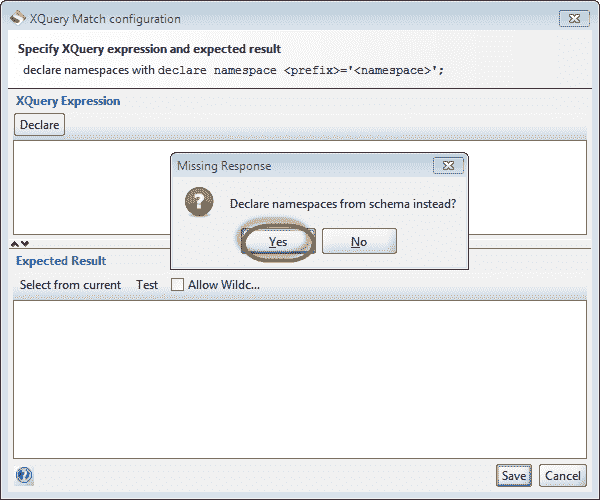 XQuery Match configuration
Specify XQuery expression and expected result
declare namespaces with declare namespace <prefix>='<namespace>';
XQuery Expression
Declare
Missing Response
?
Declare namespaces from schema instead?
Yes No
Expected Result
Select from current Test Allow Wildc...
?
Save Cancel